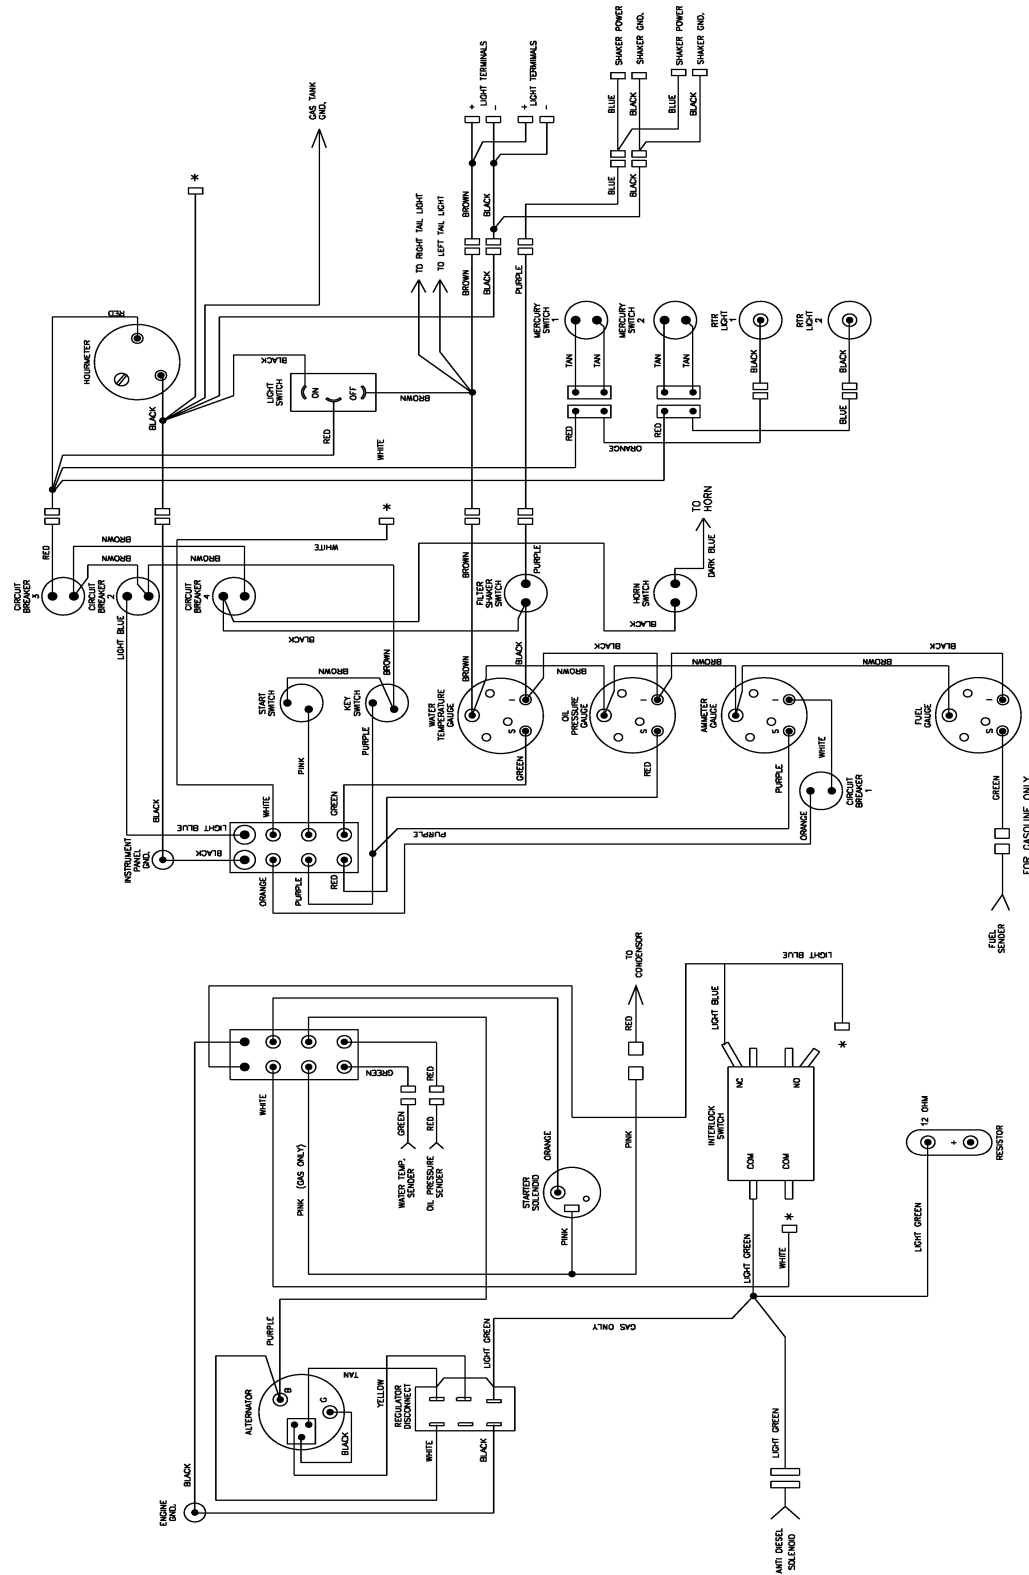 GAS TANK
GND.
*
+
LIGHT TERMINALS
-
+
LIGHT TERMINALS
-
SHAKER POWER
SHAKER GND.
SHAKER POWER
SHAKER GND.
BLUE
BLACK
BLUE
BLACK
BLUE
BLACK
BROWN
BLACK
TO RIGHT TAIL LIGHT
TO LEFT TAIL LIGHT
BROWN
BLACK
PURPLE
RED
HOURMETER
BLACK
BLACK
LIGHT
SWITCH
ON
OFF
BROWN
RED
WHITE
MERCURY
SWITCH
1
MERCURY
SWITCH
2
RTR
LIGHT
1
RTR
LIGHT
2
TAN
TAN
TAN
TAN
BLACK
BLACK
RED
RED
ORANGE
BLUE
*
WHITE
TO
HORN
DARK BLUE
RED
BROWN
BROWN
BROWN
CIRCUIT
BREAKER
3
CIRCUIT
BREAKER
2
CIRCUIT
BREAKER
4
LIGHT BLUE
BLACK
BROWN
PURPLE
FILTER
SHAKER
SWITCH
HORN
SWITCH
BLACK
START
SWITCH
BROWN
KEY
SWITCH
BROWN
BROWN
BLACK
BROWN
BLACK
BROWN
BROWN
BLACK
WATER
TEMPERATURE
GAUGE
S
I
OIL
PRESSURE
GAUGE
S
I
AMMETER
GAUGE
S
I
FUEL
GAUGE
S
I
PINK
PURPLE
GREEN
RED
PURPLE
WHITE
GREEN
BLACK
LIGHT BLUE
WHITE
GREEN
PURPLE
ORANGE
CIRCUIT
BREAKER
1
INSTRUMENT
PANEL
GND.
BLACK
ORANGE
PURPLE
RED
FUEL
SENDER
FOR GASOLINE ONLY
TO
CONDENSOR
RED
LIGHT BLUE
LIGHT BLUE
*
WHITE
GREEN
RED
GREEN
RED
PINK (GAS ONLY)
WATER TEMP.
SENDER
OIL PRESSURE
SENDER
ORANGE
STARTER
SOLENOID
PINK
PINK
NC
NO
INTERLOCK
SWITCH
COM
COM
*
12 OHM
+
RESISTOR
LIGHT GREEN
WHITE
LIGHT GREEN
PURPLE
GAS ONLY
LIGHT GREEN
TAN
YELLOW
ALTERNATOR
B
G
BLACK
REGULATOR
DISCONNECT
WHITE
BLACK
BLACK
ENGINE
GND.
LIGHT GREEN
ANTI DIESEL
SOLENOID